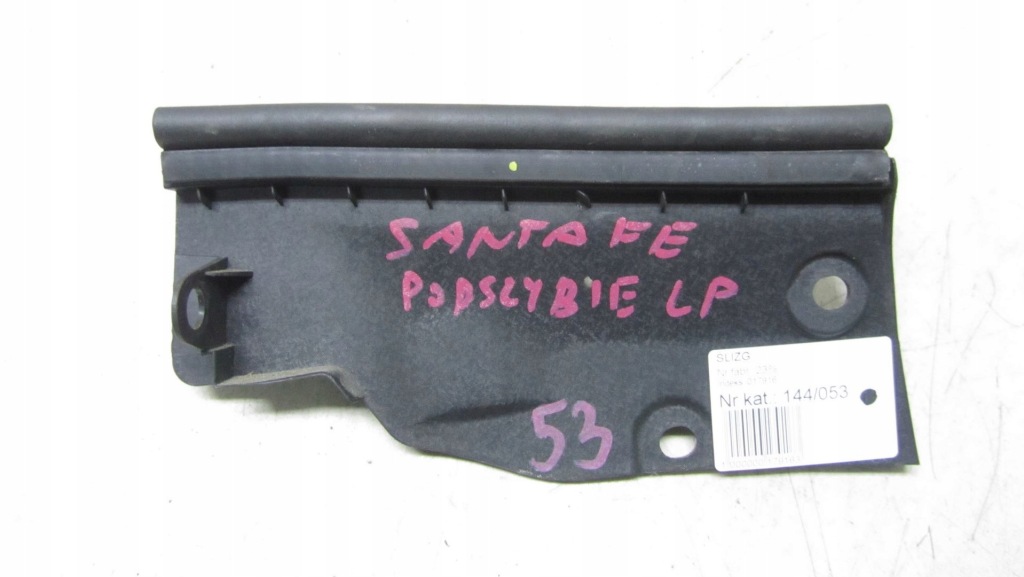 SANTA FE
PODSZYBIE LP
53
SLIZG
Nr kat.: 144/053